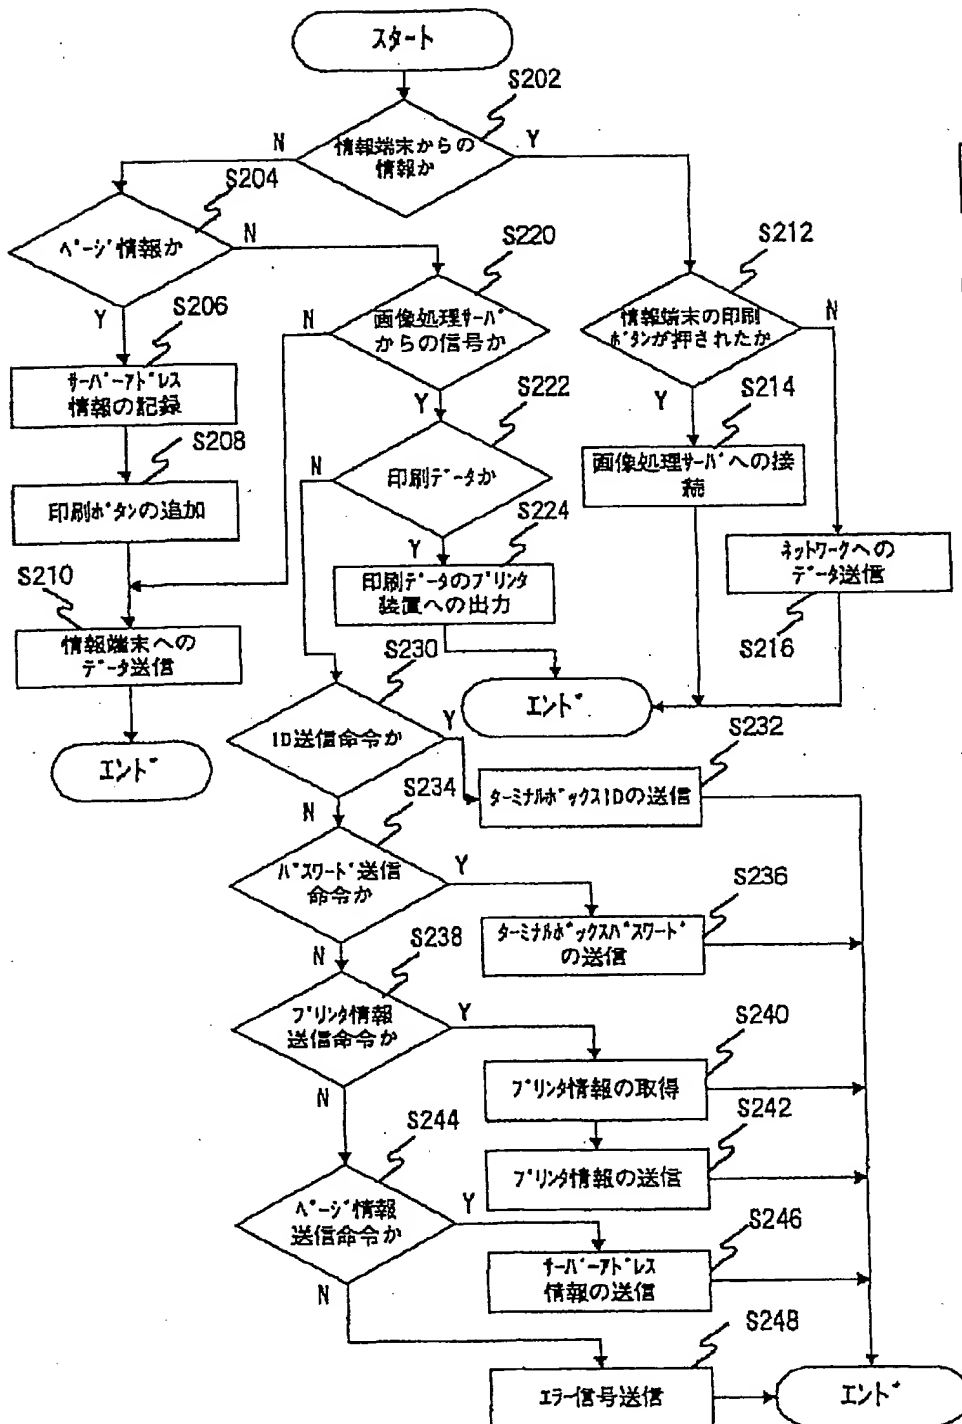 スタート
S202
情報端末からの
情報か
N
Y
S204
ページ情報か
N
Y
S206
サーバーアドレス
情報の記録
S208
印刷ボタンの追加
S210
情報端末への
データ送信
エンド
S220
画像処理サーバ
からの信号か
N
Y
S222
印刷データか
N
Y
S224
印刷データのプリンタ
装置への出力
エンド
S212
情報端末の印刷
ボタンが押されたか
N
Y
S214
画像処理サーバへの接
続
ネットワークへの
データ送信
S216
S230
ID送信命令か
Y
N
S232
ターミナルボックスIDの送信
S234
パスワード送信
命令か
Y
N
S236
ターミナルボックスパスワード
の送信
S238
プリンタ情報
送信命令か
Y
N
S240
プリンタ情報の取得
S242
プリンタ情報の送信
S244
ページ情報
送信命令か
Y
N
S246
サーバーアドレス
情報の送信
S248
エラー信号送信
エンド